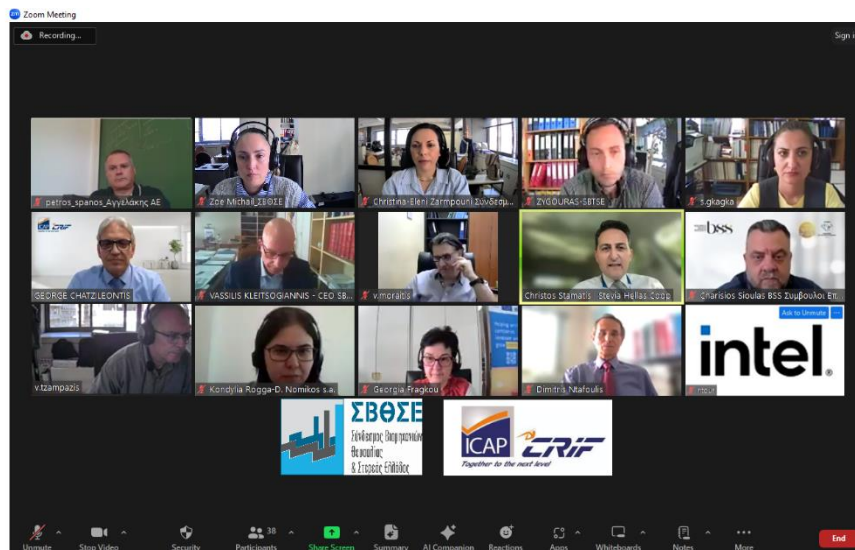 Zoom Meeting
Recording...
Sign i
petros_spanos_Αγγελάκης ΑΕ
Zoe Michail_ΣΒΘΣΕ
Christina-Eleni Zarmpouni Σύνδεσμ...
ZYGOURAS-SBTSE
s.gkagka
ICAP CRIF
bss
GEORGE CHATZILEONTIS
VASSILIS KLEITSOGIANNIS - CEO SB...
v.moraitis
Christos Stamatis - Stevia Hellas Coop
Charisios Sioulas BSS Σύμβουλοι Επ...
Ask to Unmute
intel.
v.tzampazis
Kondylia Rogga-D. Nomikos s.a.
Georgia Fragkou
Dimitris Ntafoulis
ntour
ΣΒΘΣΕ
Σύνδεσμος Βιομηχανιών
Θεσσαλίας
& Στερεάς Ελλάδος
ICAP CRIF
Together to the next level
Unmute
Stop Video
Security
Participants
38
Share Screen
Summary
AI Companion
Reactions
Apps
Whiteboards
Notes
More
End